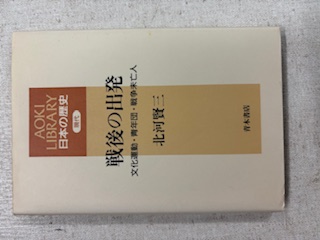 AOKI
LIBRARY
日本の歴史
現代
戦後の出発
文化運動・青年団・戦争未亡人
北河賢三
青木書店